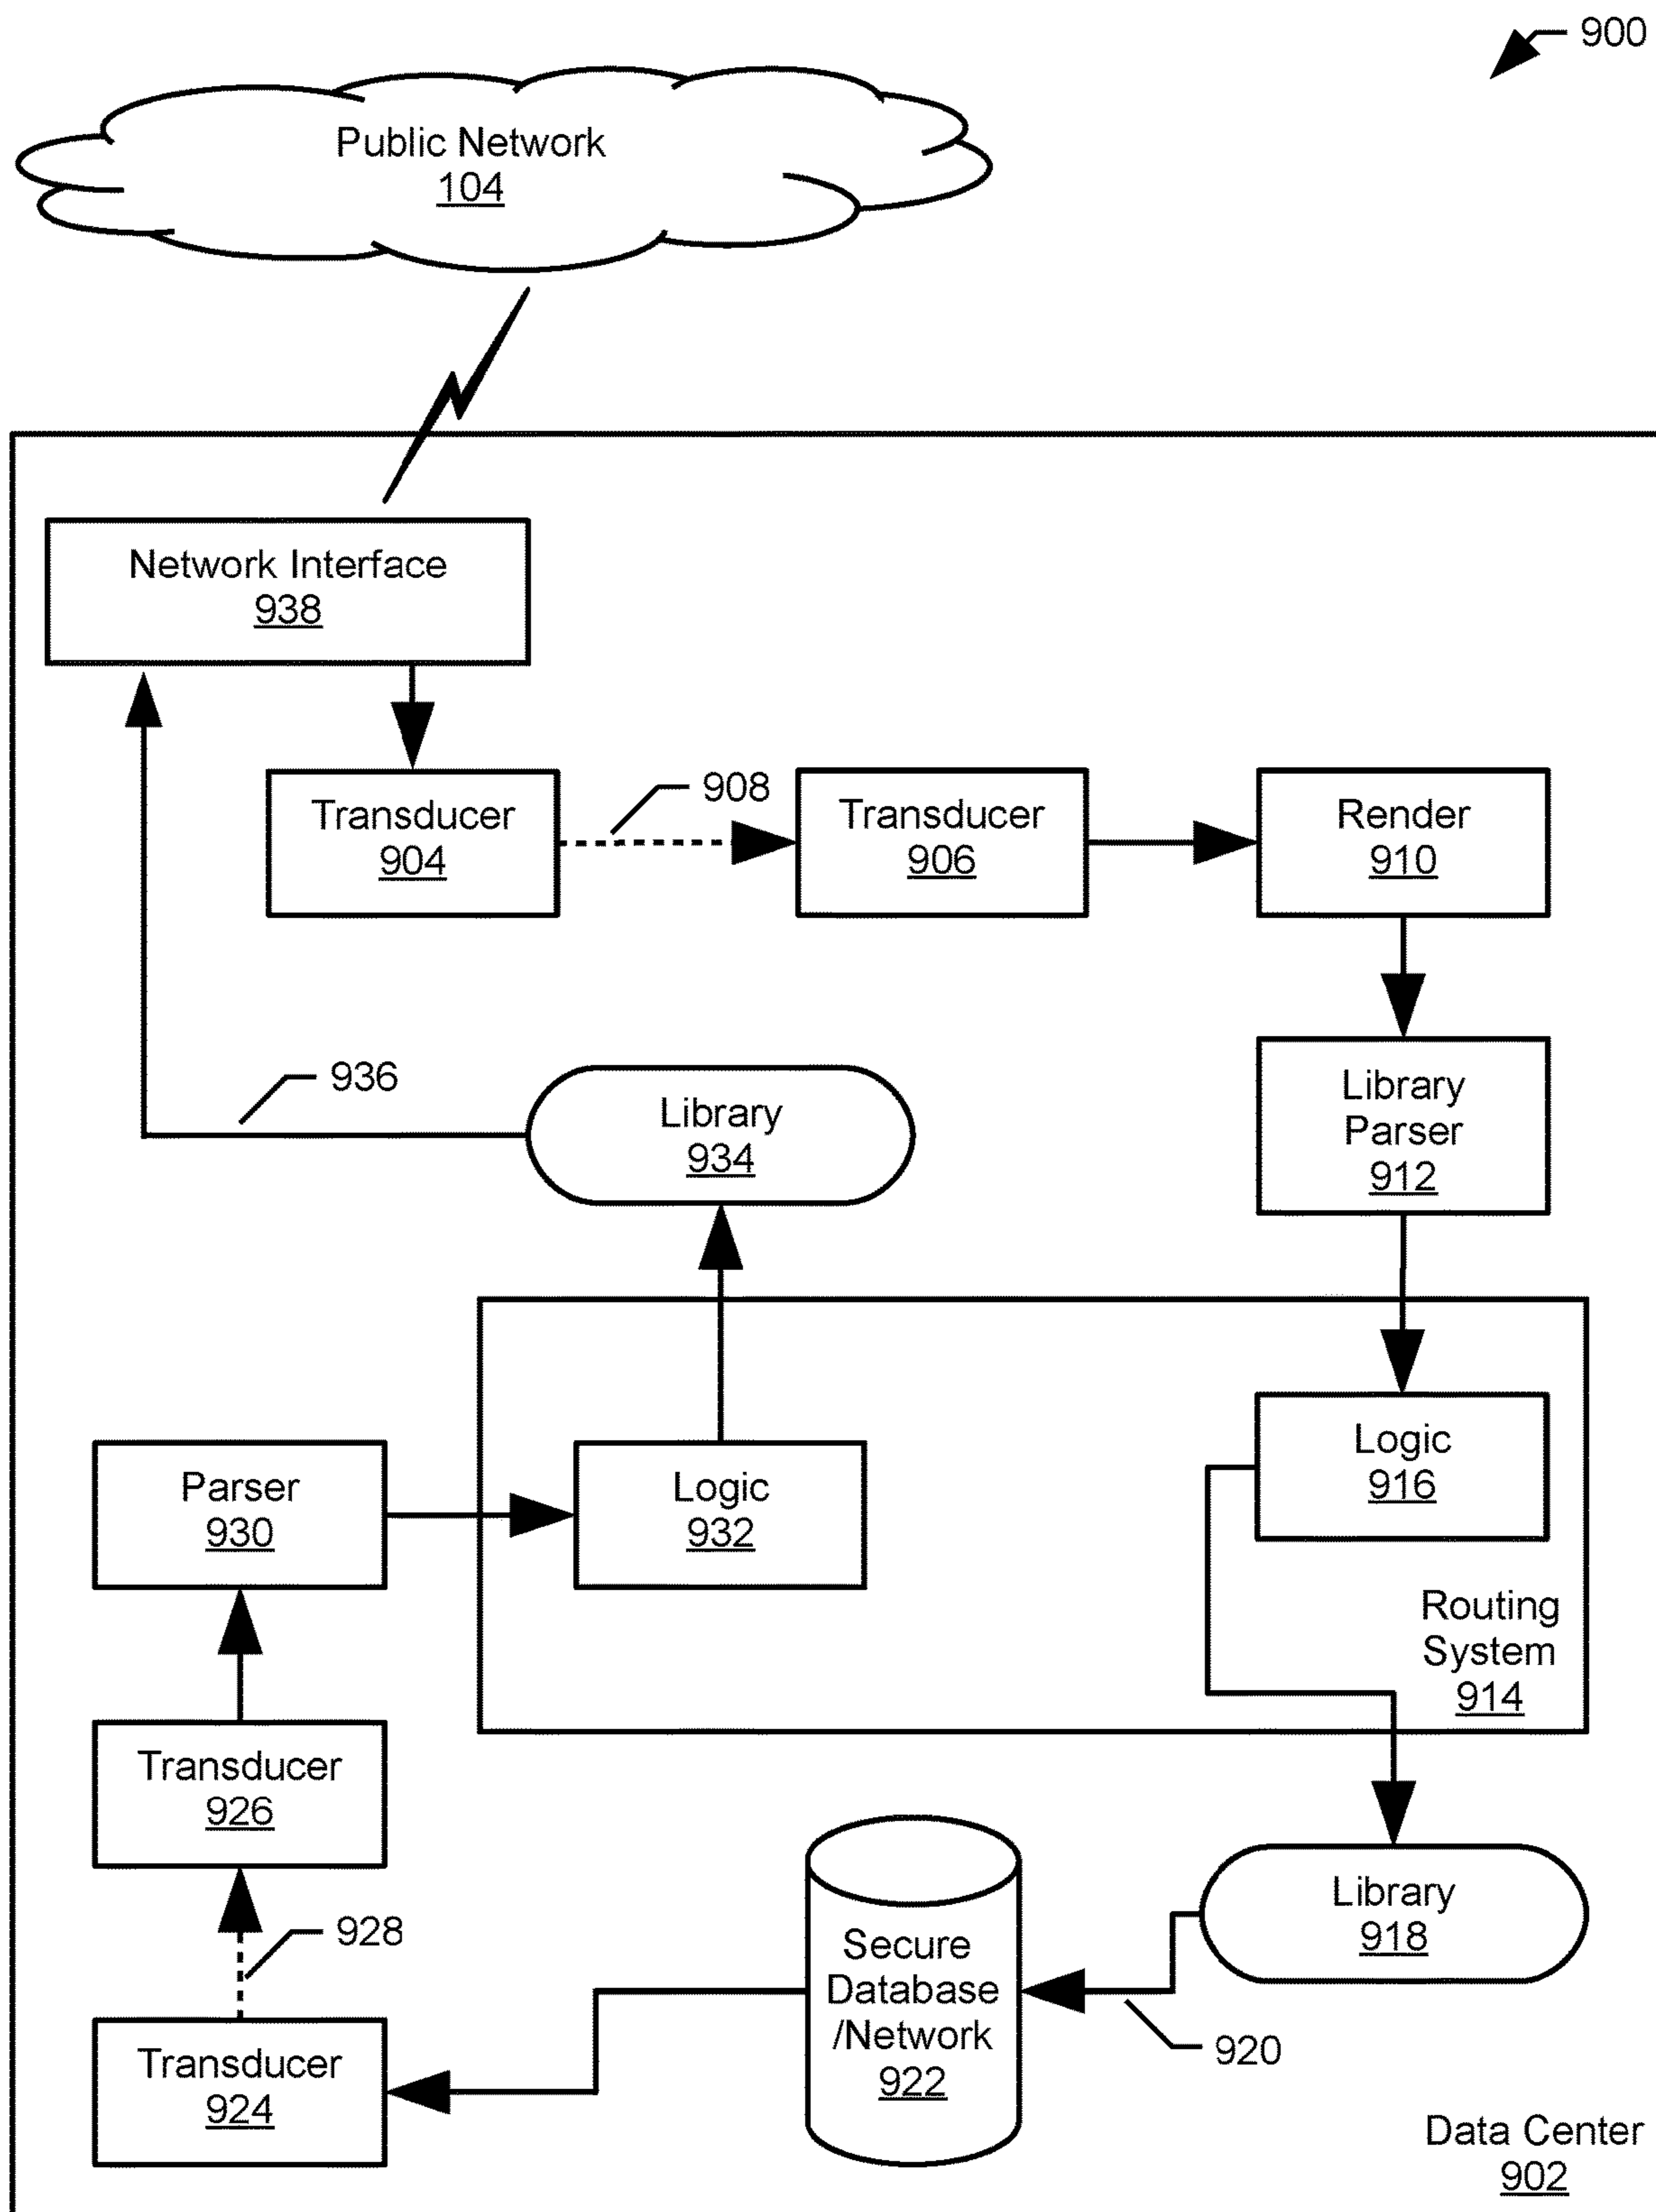 900
Public Network
104
Network Interface
938
908
Transducer
904
Transducer
906
Render
910
936
Library
934
Library
Parser
912
Parser
930
Logic
932
Logic
916
Routing
System
914
Transducer
926
928
Transducer
924
Secure
Database
/Network
922
Library
918
920
Data Center
902